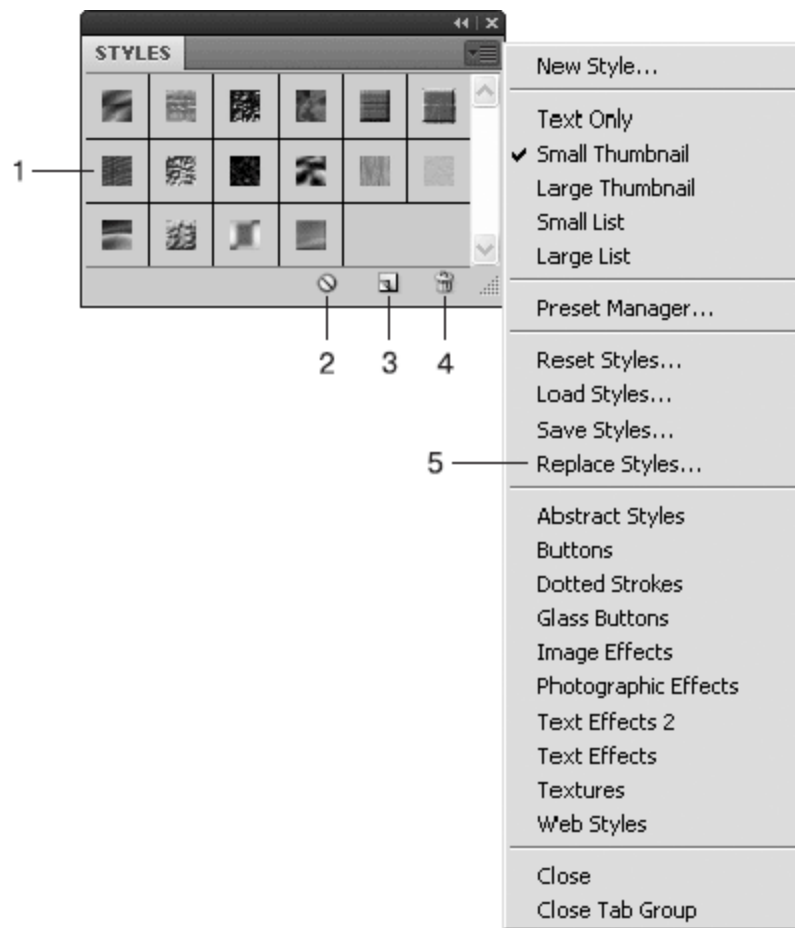 STYLES
1
2 3 4
New Style...
Text Only
Small Thumbnail
Large Thumbnail
Small List
Large List
Preset Manager...
Reset Styles...
Load Styles...
Save Styles...
5 Replace Styles...
Abstract Styles
Buttons
Dotted Strokes
Glass Buttons
Image Effects
Photographic Effects
Text Effects 2
Text Effects
Textures
Web Styles
Close
Close Tab Group